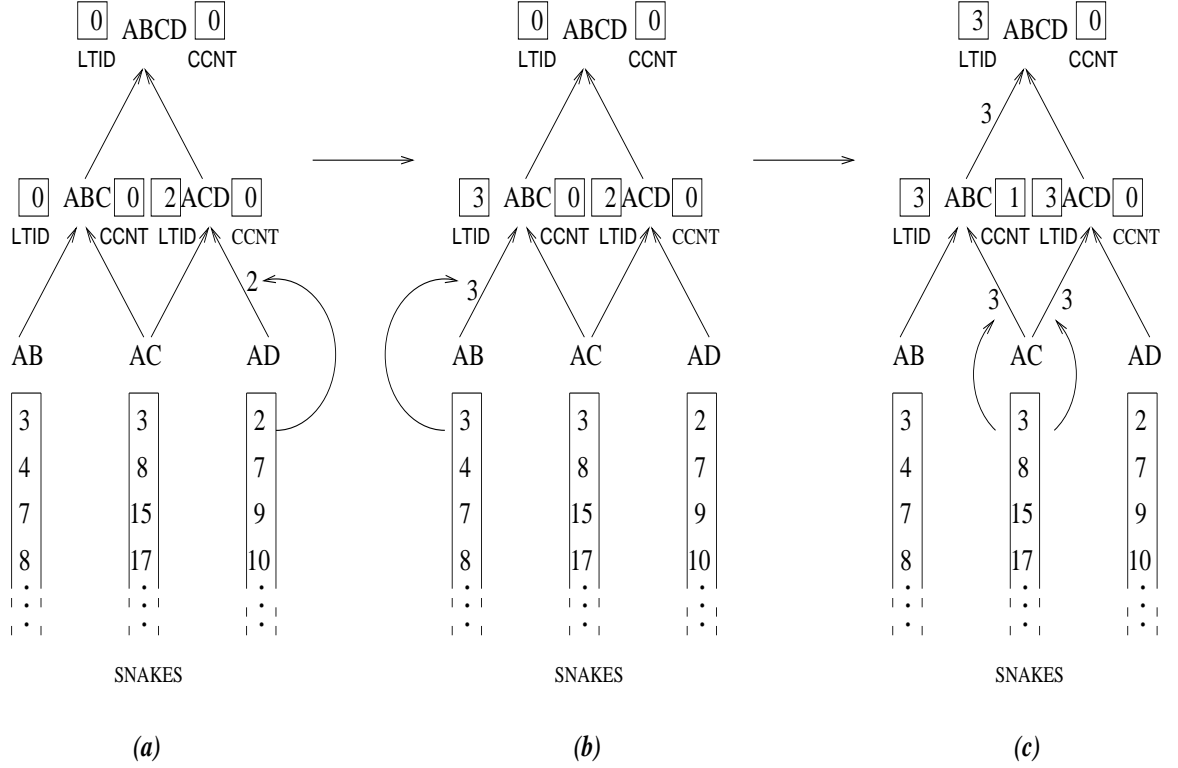 0 ABCD 0
LTID CCNT
0 ABC 0 2 ACD 0
LTID CCNT LTID CCNT
2
AB AC AD
3 3 2
4 8 7
7 15 9
8 17 10
SNAKES
(a)
0 ABCD 0
LTID CCNT
3 ABC 0 2 ACD 0
LTID CCNT LTID CCNT
3
AB AC AD
3 3 2
4 8 7
7 15 9
8 17 10
SNAKES
(b)
3 ABCD 0
LTID CCNT
3
3 ABC 1 3 ACD 0
LTID CCNT LTID CCNT
3 3
AB AC AD
3 3 2
4 8 7
7 15 9
8 17 10
SNAKES
(c)